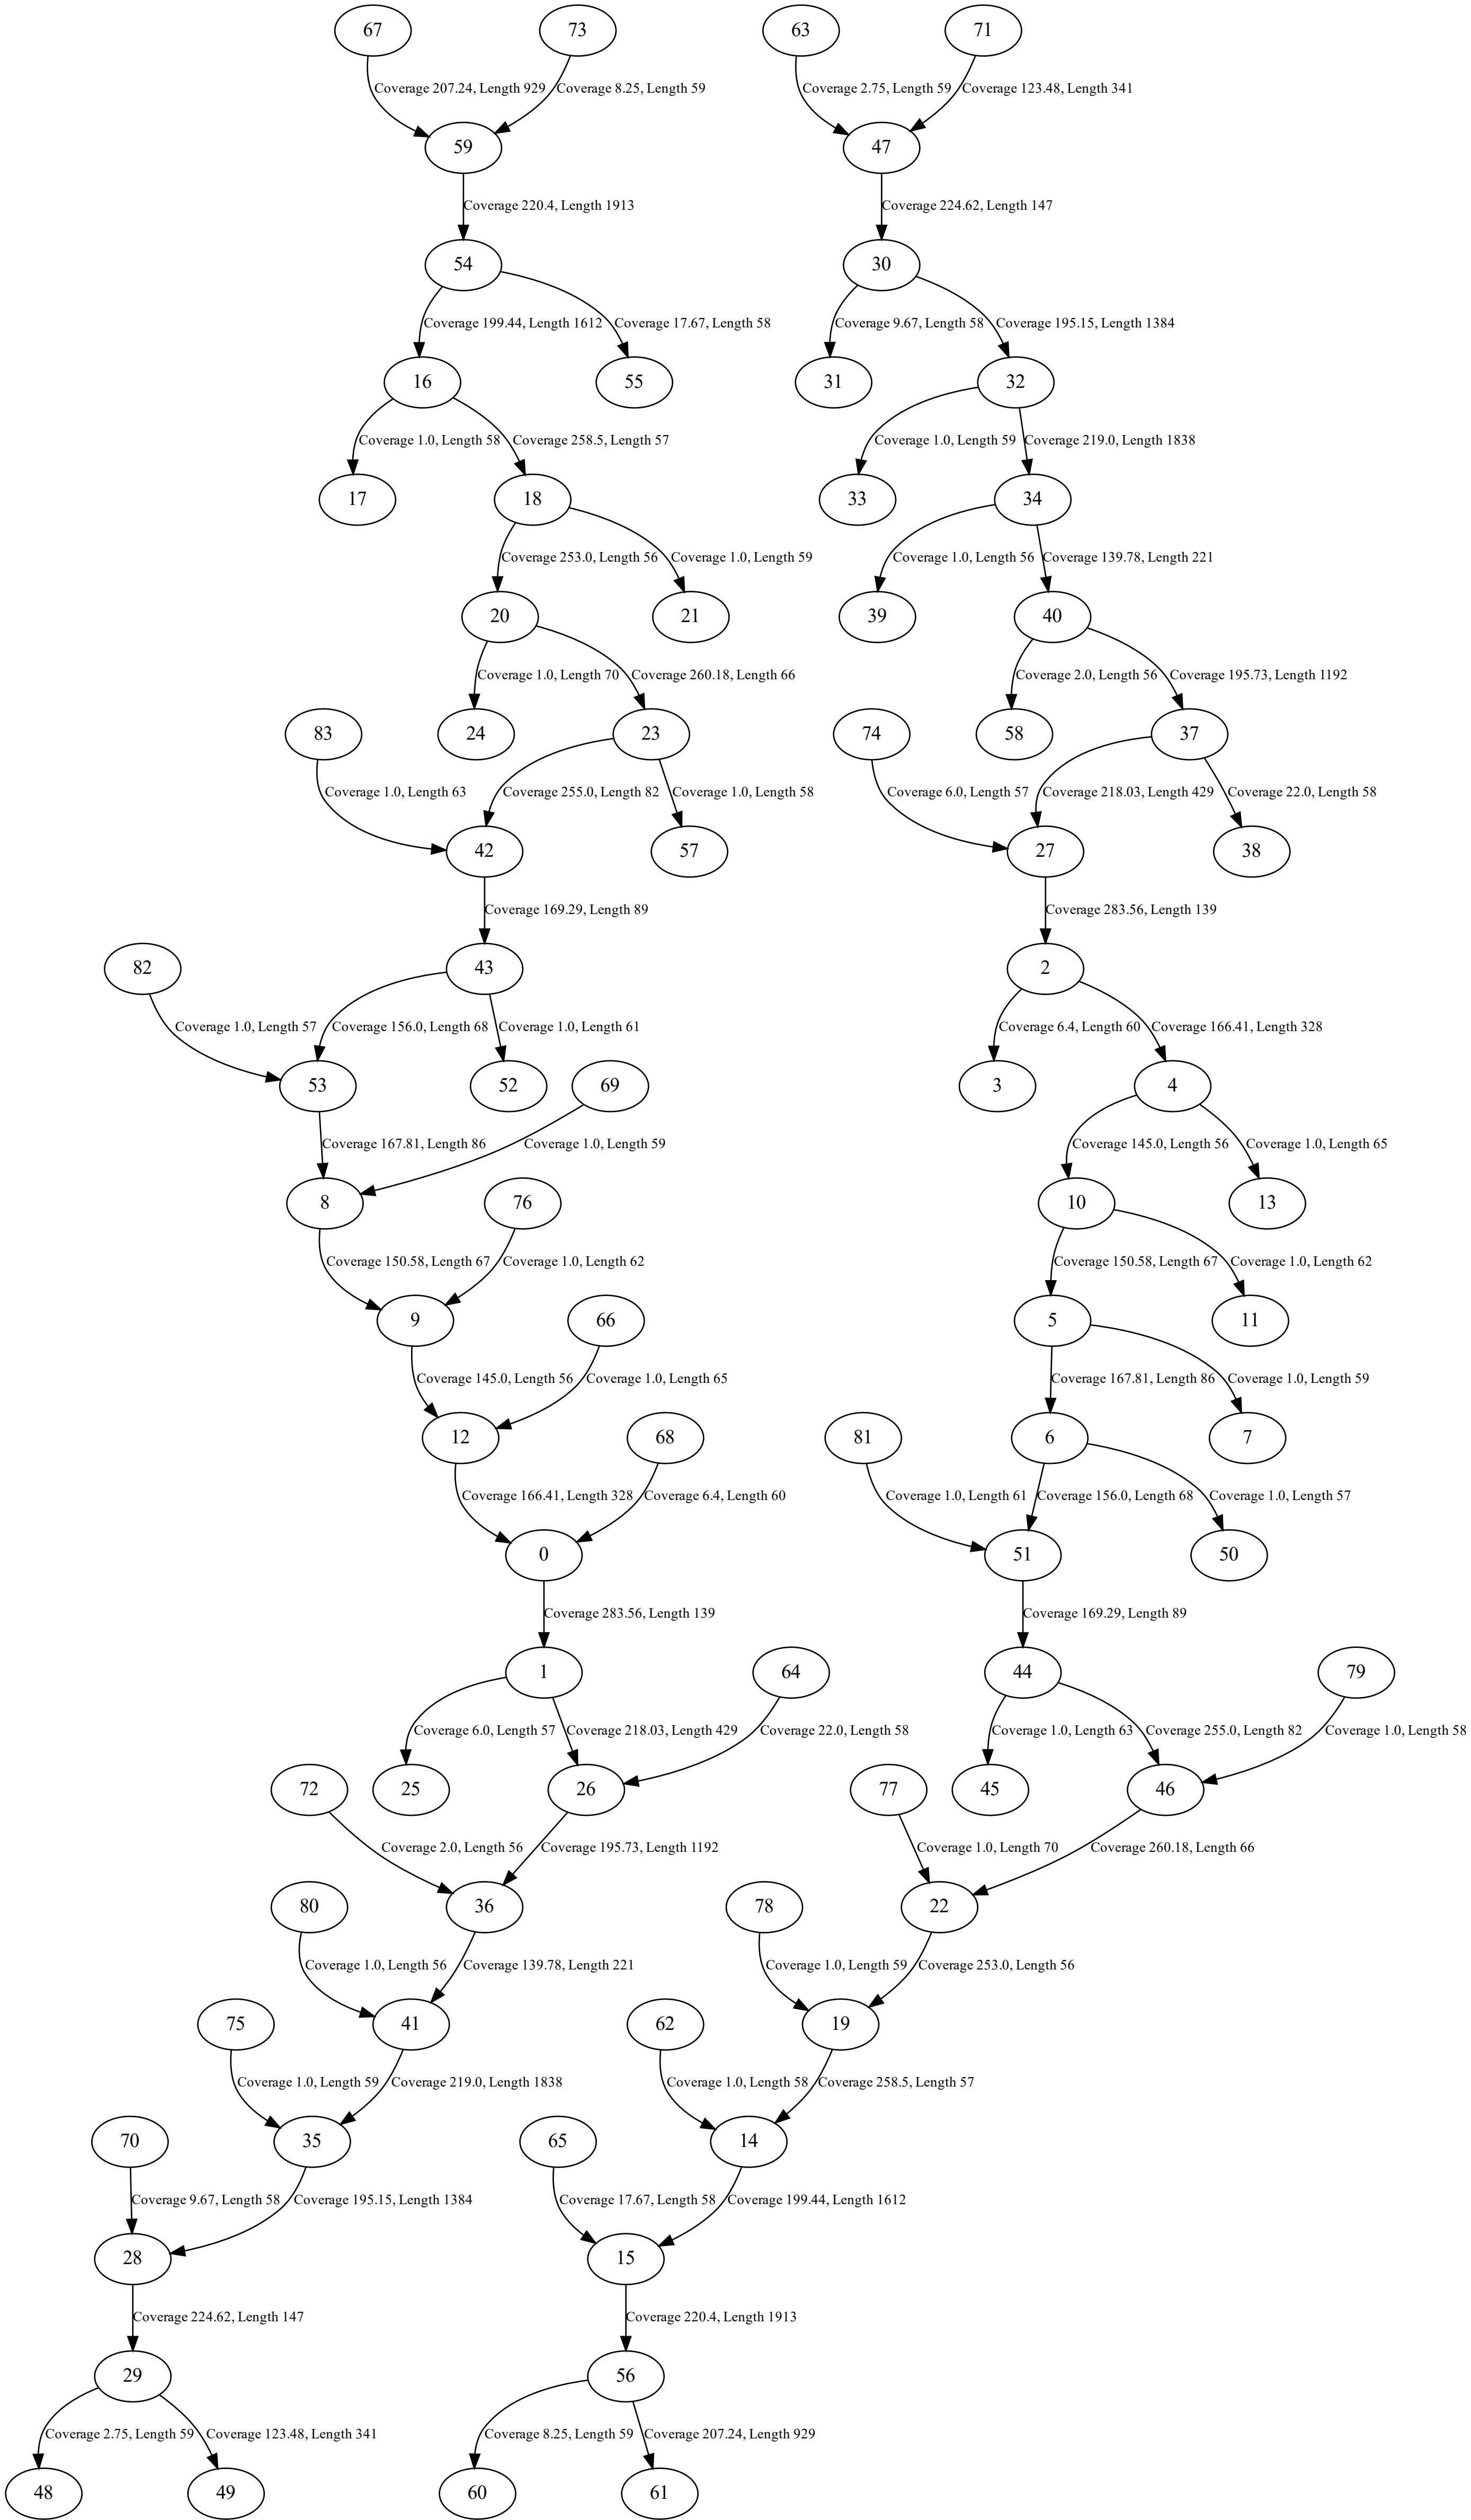 67 73 63 71
Coverage 207.24, Length 929 Coverage 8.25, Length 59 Coverage 2.75, Length 59 Coverage 123.48, Length 341
59 47
Coverage 220.4, Length 1913 Coverage 224.62, Length 147
54 30
Coverage 199.44, Length 1612 Coverage 17.67, Length 58 Coverage 9.67, Length 58 Coverage 195.15, Length 1384
16 55 31 32
Coverage 1.0, Length 58 Coverage 258.5, Length 57 Coverage 1.0, Length 59 Coverage 219.0, Length 1838
17 18 33 34
Coverage 253.0, Length 56 Coverage 1.0, Length 59 Coverage 1.0, Length 56 Coverage 139.78, Length 221
20 21 39 40
Coverage 1.0, Length 70 Coverage 260.18, Length 66 Coverage 2.0, Length 56 Coverage 195.73, Length 1192
83 24 23 74 58 37
Coverage 1.0, Length 63 Coverage 255.0, Length 82 Coverage 1.0, Length 58 Coverage 6.0, Length 57 Coverage 218.03, Length 429 Coverage 22.0, Length 58
42 57 27 38
Coverage 169.29, Length 89 Coverage 283.56, Length 139
82 43 2
Coverage 1.0, Length 57 Coverage 156.0, Length 68 Coverage 1.0, Length 61 Coverage 6.4, Length 60 Coverage 166.41, Length 328
53 52 69 3 4
Coverage 167.81, Length 86 Coverage 1.0, Length 59 Coverage 145.0, Length 56 Coverage 1.0, Length 65
8 76 10 13
Coverage 150.58, Length 67 Coverage 1.0, Length 62 Coverage 150.58, Length 67 Coverage 1.0, Length 62
9 66 5 11
Coverage 145.0, Length 56 Coverage 1.0, Length 65 Coverage 167.81, Length 86 Coverage 1.0, Length 59
12 68 81 6 7
Coverage 166.41, Length 328 Coverage 6.4, Length 60 Coverage 1.0, Length 61 Coverage 156.0, Length 68 Coverage 1.0, Length 57
0 51 50
Coverage 283.56, Length 139 Coverage 169.29, Length 89
1 64 44 79
Coverage 6.0, Length 57 Coverage 218.03, Length 429 Coverage 22.0, Length 58 Coverage 1.0, Length 63 Coverage 255.0, Length 82 Coverage 1.0, Length 58
72 25 26 77 45 46
Coverage 2.0, Length 56 Coverage 195.73, Length 1192 Coverage 1.0, Length 70 Coverage 260.18, Length 66
80 36 78 22
Coverage 1.0, Length 56 Coverage 139.78, Length 221 Coverage 1.0, Length 59 Coverage 253.0, Length 56
75 41 62 19
Coverage 1.0, Length 59 Coverage 219.0, Length 1838 Coverage 1.0, Length 58 Coverage 258.5, Length 57
70 35 65 14
Coverage 9.67, Length 58 Coverage 195.15, Length 1384 Coverage 17.67, Length 58 Coverage 199.44, Length 1612
28 15
Coverage 224.62, Length 147 Coverage 220.4, Length 1913
29 56
Coverage 2.75, Length 59 Coverage 123.48, Length 341 Coverage 8.25, Length 59 Coverage 207.24, Length 929
48 49 60 61